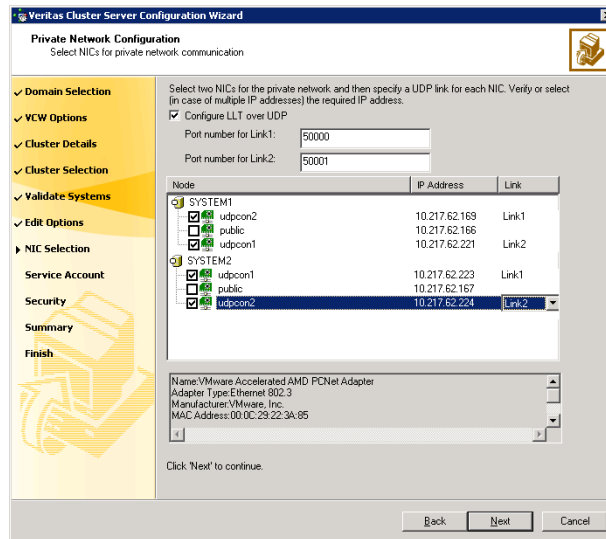 Veritas Cluster Server Configuration Wizard
Private Network Configuration
Select NICs for private network communication
Domain Selection
VCW Options
Cluster Details
Cluster Selection
Validate Systems
Edit Options
NIC Selection
Service Account
Security
Summary
Finish
Select two NICs for the private network and then specify a UDP link for each NIC. Verify or select
(in case of multiple IP addresses) the required IP address.
Configure LLT over UDP
Port number for Link1: 50000
Port number for Link2: 50001
Node IP Address Link
SYSTEM1
udpcon2 10.217.62.169 Link1
public 10.217.62.166
udpcon1 10.217.62.221 Link2
SYSTEM2
udpcon1 10.217.62.223 Link1
public 10.217.62.167
udpcon2 10.217.62.224 Link2
Name:VMware Accelerated AMD PCNet Adapter
Adapter Type:Ethernet 802.3
Manufacturer:VMware, Inc.
MAC Address:00:0C:29:22:3A:85
Click 'Next' to continue.
Back Next Cancel